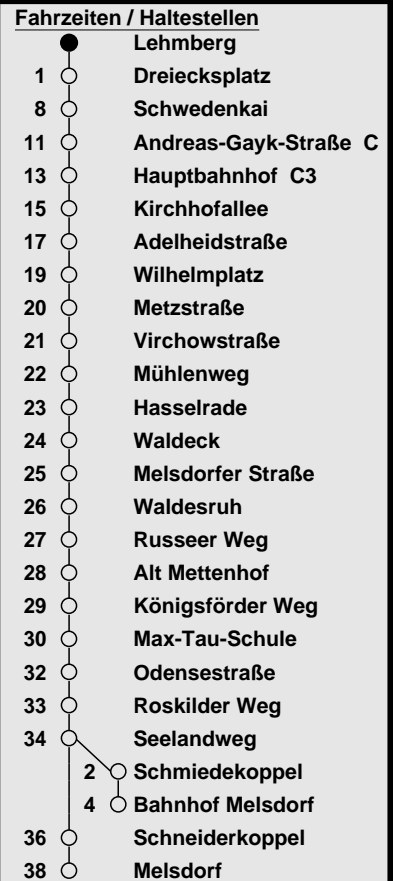 Fahrzeiten / Haltestellen
Lehmberg
1 Dreiecksplatz
8 Schwedenkai
11 Andreas-Gayk-Straße C
13 Hauptbahnhof C3
15 Kirchhofallee
17 Adelheidstraße
19 Wilhelmplatz
20 Metzstraße
21 Virchowstraße
22 Mühlenweg
23 Hasselrade
24 Waldeck
25 Melsdorfer Straße
26 Waldesruh
27 Russeer Weg
28 Alt Mettenhof
29 Königsförder Weg
30 Max-Tau-Schule
32 Odensestraße
33 Roskilder Weg
34 Seelandweg
2 Schmiedekoppel
4 Bahnhof Melsdorf
36 Schneiderkoppel
38 Melsdorf